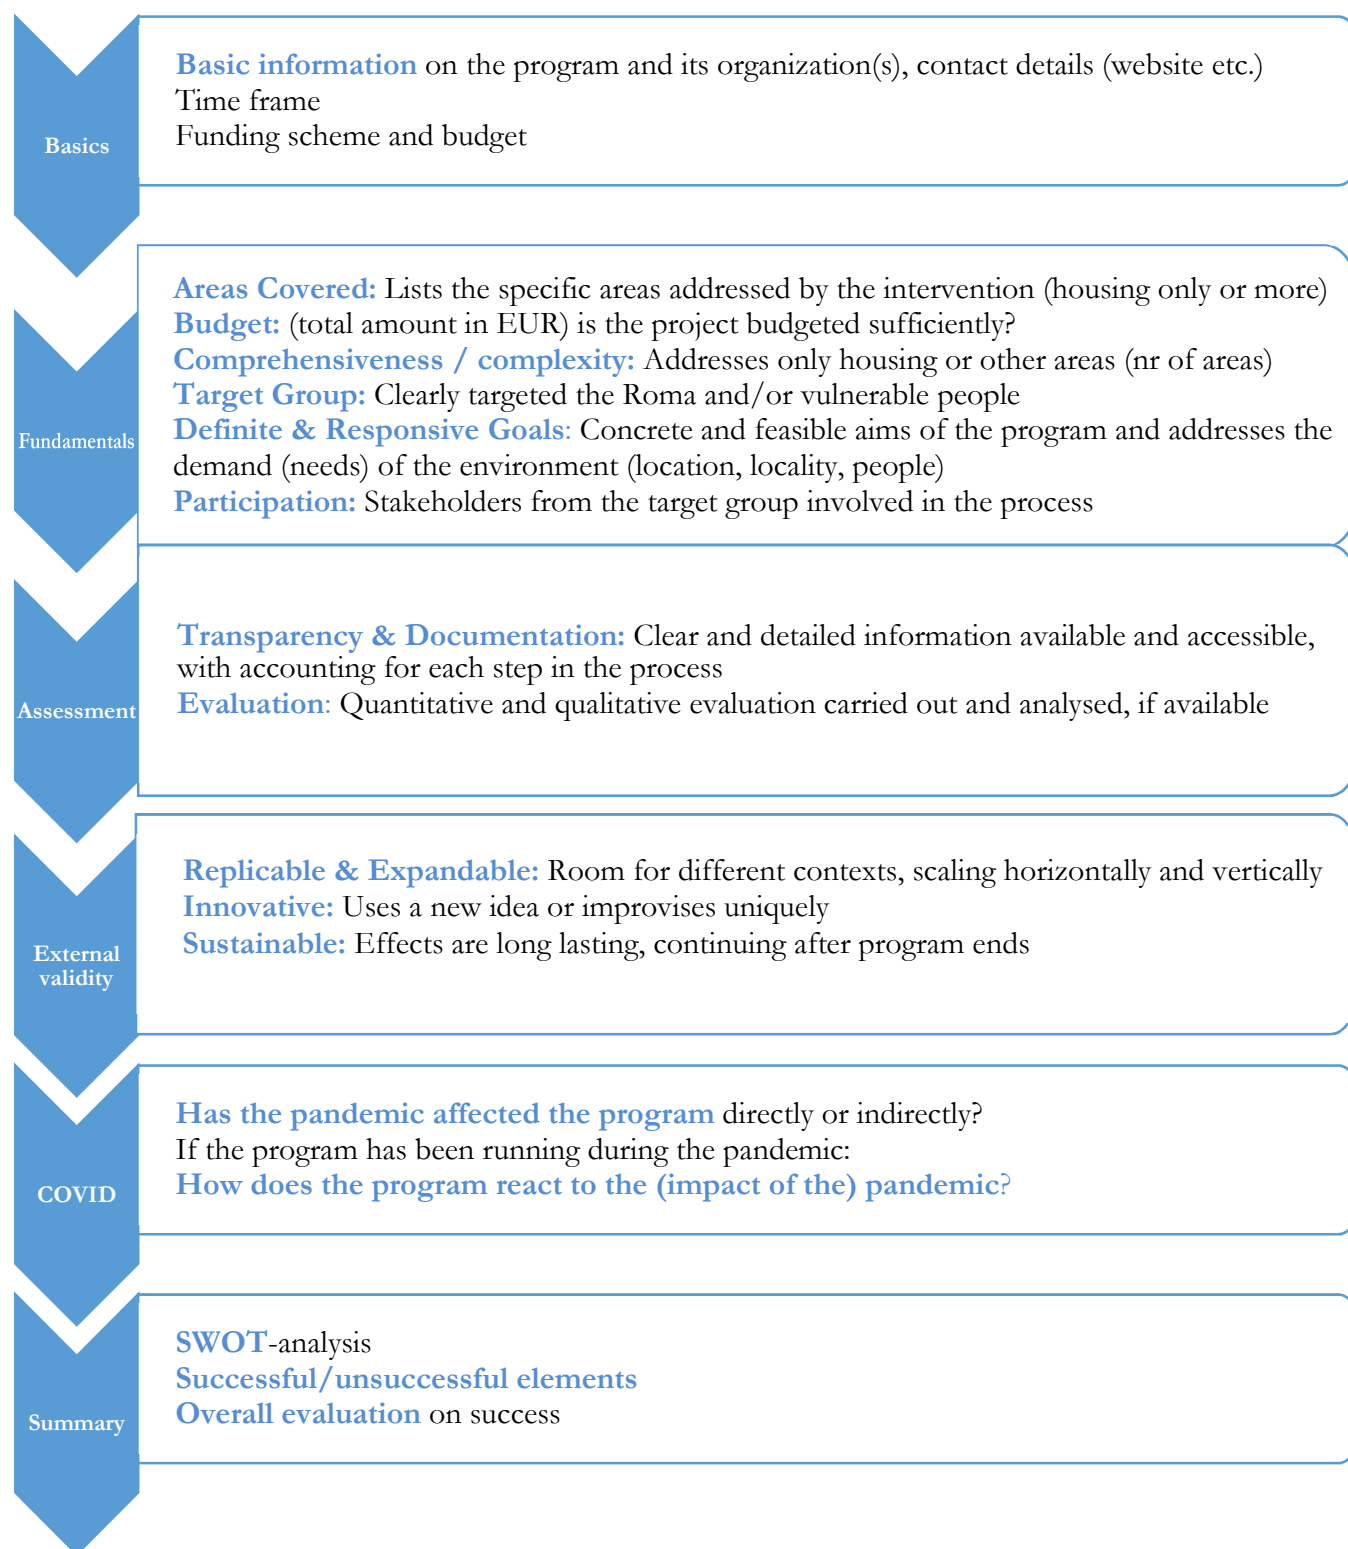 Basics
Basic information on the program and its organization(s), contact details (website etc.)
Time frame
Funding scheme and budget
Fundamentals
Areas Covered: Lists the specific areas addressed by the intervention (housing only or more)
Budget: (total amount in EUR) is the project budgeted sufficiently?
Comprehensiveness / complexity: Addresses only housing or other areas (nr of areas)
Target Group: Clearly targeted the Roma and/or vulnerable people
Definite & Responsive Goals: Concrete and feasible aims of the program and addresses the
demand (needs) of the environment (location, locality, people)
Participation: Stakeholders from the target group involved in the process
Assessment
Transparency & Documentation: Clear and detailed information available and accessible,
with accounting for each step in the process
Evaluation: Quantitative and qualitative evaluation carried out and analysed, if available
External
validity
Replicable & Expandable: Room for different contexts, scaling horizontally and vertically
Innovative: Uses a new idea or improvises uniquely
Sustainable: Effects are long lasting, continuing after program ends
COVID
Has the pandemic affected the program directly or indirectly?
If the program has been running during the pandemic:
How does the program react to the (impact of the) pandemic?
Summary
SWOT-analysis
Successful/unsuccessful elements
Overall evaluation on success